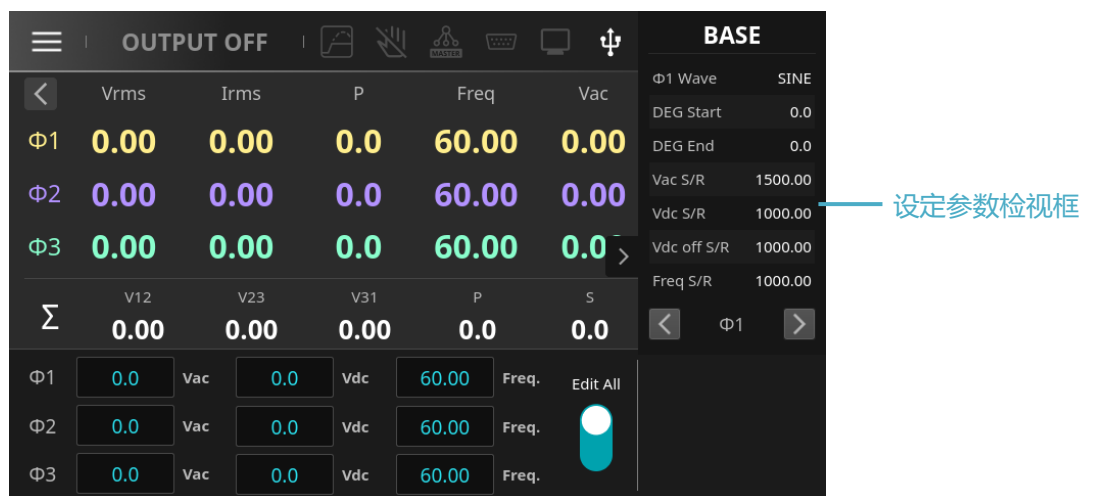 OUTPUT OFF
MASTER
Vrms Irms P Freq Vac
Φ1 0.00 0.00 0.0 60.00 0.00
Φ2 0.00 0.00 0.0 60.00 0.00
Φ3 0.00 0.00 0.0 60.00
V12 V23 V31 P S
Σ 0.00 0.00 0.00 0.0 0.0
Φ1 0.0 Vac 0.0 Vdc 60.00 Freq.
Φ2 0.0 Vac 0.0 Vdc 60.00 Freq.
Φ3 0.0 Vac 0.0 Vdc 60.00 Freq.
Edit All
BASE
Φ1 Wave SINE
DEG Start 0.0
DEG End 0.0
Vac S/R 1500.00
Vdc S/R 1000.00
Vdc off S/R 1000.00
Freq S/R 1000.00
Φ1
设定参数检视框